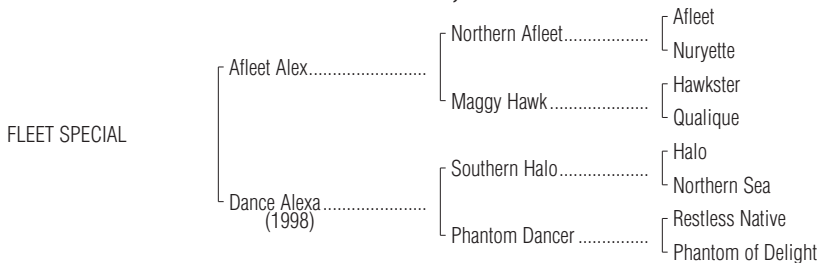 Afleet
Northern Afleet..................
Nuryette
Afleet Alex.........................
Hawkster
Maggy Hawk.....................
Qualique
FLEET SPECIAL
Halo
Southern Halo...................
Northern Sea
Dance Alexa......................
(1998)
Restless Native
Phantom Dancer...............
Phantom of Delight